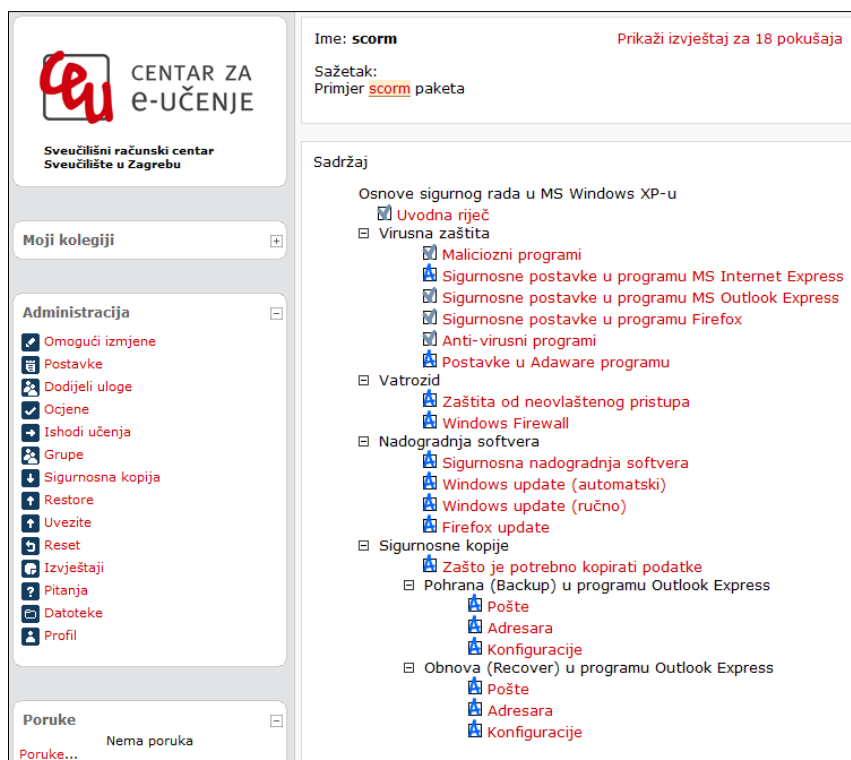 CENTAR ZA
e-UČENJE
Sveučilišni računski centar
Sveučilište u Zagrebu
Moji kolegiji
Administracija
Omogući izmjene
Postavke
Dodijeli uloge
Ocjene
Ishodi učenja
Grupe
Sigurnosna kopija
Restore
Uvezite
Reset
Izvještaji
Pitanja
Datoteke
Profil
Poruke
Nema poruka
Poruke...
Ime: scorm
Prikaži izvještaj za 18 pokušaja
Sažetak:
Primjer scorm paketa
Sadržaj
Osnove sigurnog rada u MS Windows XP-u
Uvodna riječ
Virusna zaštita
Maliciozni programi
Sigurnosne postavke u programu MS Internet Express
Sigurnosne postavke u programu MS Outlook Express
Sigurnosne postavke u programu Firefox
Anti-virusni programi
Postavke u Adaware programu
Vatrozid
Zaštita od neovlaštenog pristupa
Windows Firewall
Nadogradnja softvera
Sigurnosna nadogradnja softvera
Windows update (automatski)
Windows update (ručno)
Firefox update
Sigurnosne kopije
Zašto je potrebno kopirati podatke
Pohrana (Backup) u programu Outlook Express
Pošte
Adresara
Konfiguracije
Obnova (Recover) u programu Outlook Express
Pošte
Adresara
Konfiguracije